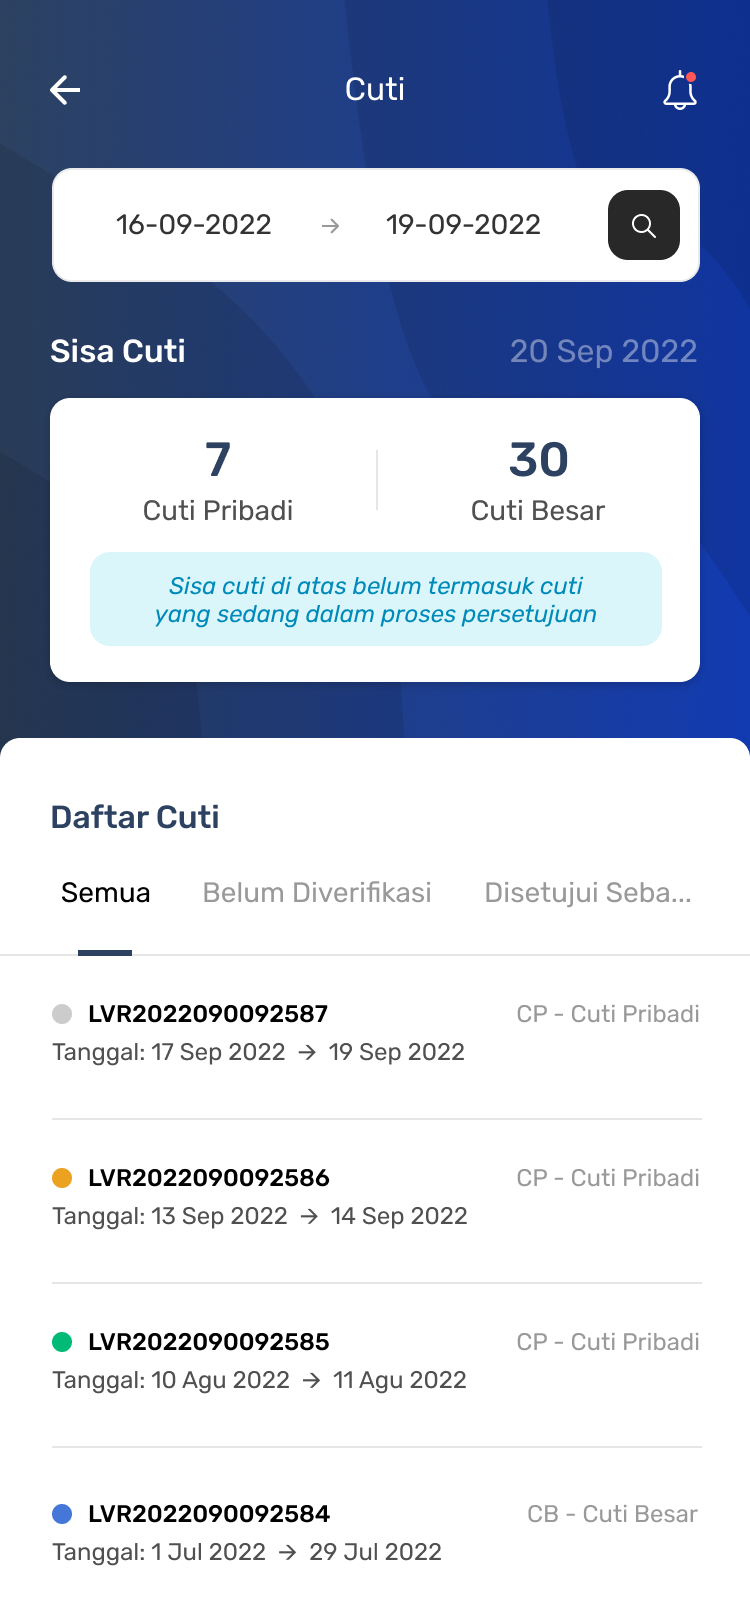 Cuti
16-09-2022 → 19-09-2022
Sisa Cuti 20 Sep 2022
7 30
Cuti Pribadi Cuti Besar
Sisa cuti di atas belum termasuk cuti
yang sedang dalam proses persetujuan
Daftar Cuti
Semua Belum Diverifikasi Disetujui Seba...
LVR2022090092587 CP - Cuti Pribadi
Tanggal: 17 Sep 2022 → 19 Sep 2022
LVR2022090092586 CP - Cuti Pribadi
Tanggal: 13 Sep 2022 → 14 Sep 2022
LVR2022090092585 CP - Cuti Pribadi
Tanggal: 10 Agu 2022 → 11 Agu 2022
LVR2022090092584 CB - Cuti Besar
Tanggal: 1 Jul 2022 → 29 Jul 2022